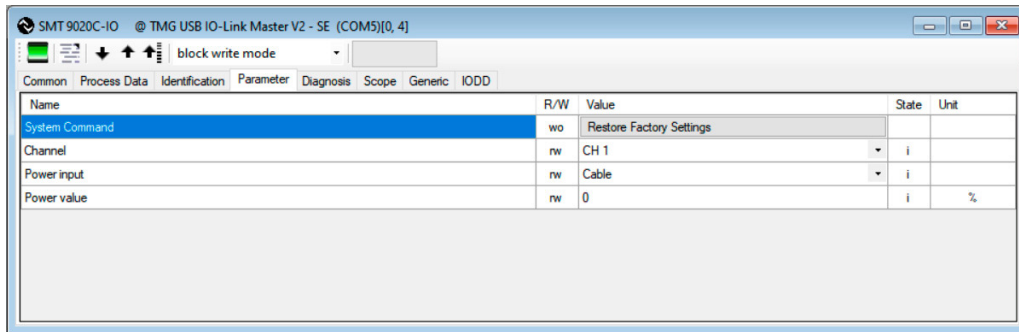 SMT 9020C-IO @ TMG USB IO-Link Master V2 - SE (COM5)[0, 4]
block write mode
Common Process Data Identification Parameter Diagnosis Scope Generic IODD
Name R/W Value State Unit
System Command wo Restore Factory Settings
Channel rw CH 1 i
Power input rw Cable i
Power value rw 0 i %